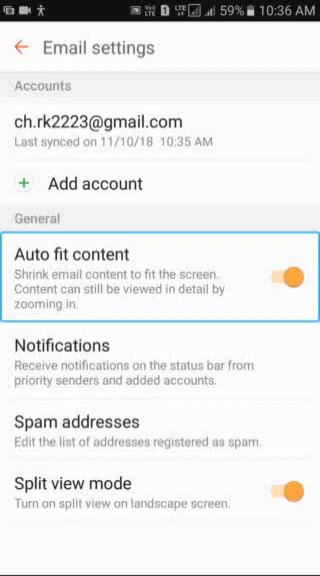 59% 10:36 AM
Email settings
Accounts
ch.rk2223@gmail.com
Last synced on 11/10/18 10:35 AM
Add account
General
Auto fit content
Shrink email content to fit the screen.
Content can still be viewed in detail by
zooming in.
Notifications
Receive notifications on the status bar from
priority senders and added accounts.
Spam addresses
Edit the list of addresses registered as spam.
Split view mode
Turn on split view on landscape screen.